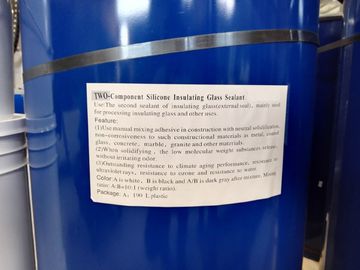 TWO-Component Silicone Insulating Glass Sealant
Use:The second sealant of insulating glass(external seal), mainly used
for processing insulating glass and other uses.
Feature:
(1)Use manual mixing adhesive in construction with neutral solidification,
non-corrosiveness to such constructional materials as metal, coated
glass, concrete, marble, granite and other materials.
(2)When solidifying, the low molecular weight substances release,
without irritating odor.
(3)Outstanding resistance to climate aging performance, resistance to
ultraviolet rays, resistance to ozone and resistance to water.
Color:A is white, B is black and A/B is dark gray after mixture. Mixing
ratio: A:B=10:1(weight ratio).
Package: A: 190 L plastic